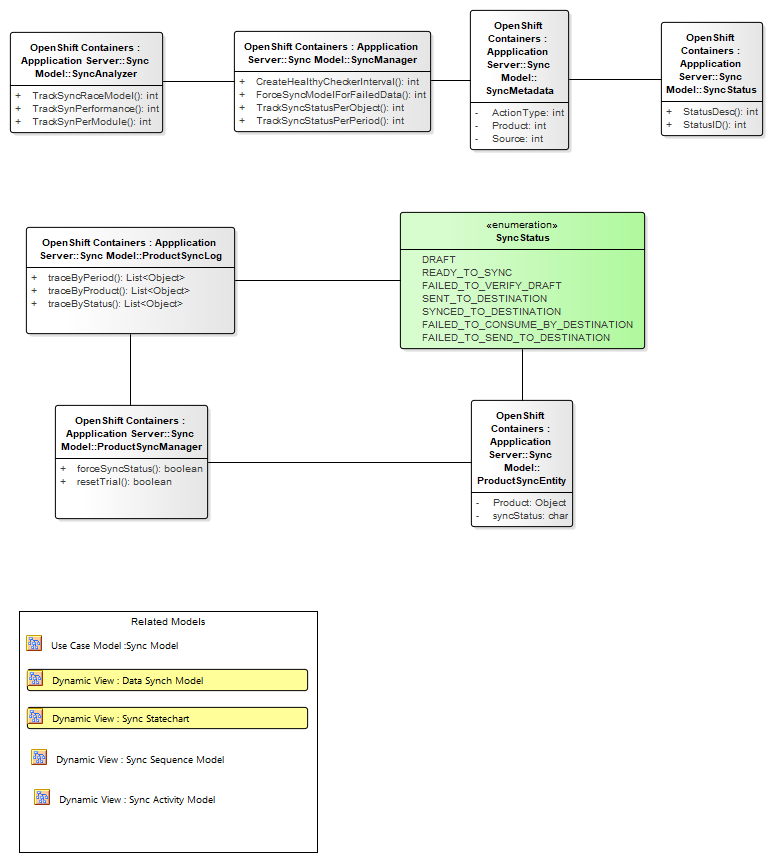 OpenShift Containers :
Appplication Server::Sync
Model::SyncAnalyzer
+ TrackSyncRaceModel(): int
+ TrackSynPerformance(): int
+ TrackSynPerModule(): int
OpenShift Containers : Appplication
Server::Sync Model::SyncManager
+ CreateHealthyCheckerInterval(): int
+ ForceSyncModelForFailedData(): int
+ TrackSyncStatusPerObject(): int
+ TrackSyncStatusPerPeriod(): int
OpenShift
Containers :
Appplication
Server::Sync
Model::
SyncMetadata
- ActionType: int
- Product: int
- Source: int
OpenShift
Containers :
Appplication
Server::Sync
Model::SyncStatus
+ StatusDesc(): int
+ StatusID(): int
OpenShift Containers : Appplication
Server::Sync Model::ProductSyncLog
+ traceByPeriod(): List<Object>
+ traceByProduct(): List<Object>
+ traceByStatus(): List<Object>
«enumeration»
SyncStatus
DRAFT
READY_TO_SYNC
FAILED_TO_VERIFY_DRAFT
SENT_TO_DESTINATION
SYNCED_TO_DESTINATION
FAILED_TO_CONSUME_BY_DESTINATION
FAILED_TO_SEND_TO_DESTINATION
OpenShift Containers :
Appplication Server::Sync
Model::ProductSyncManager
+ forceSyncStatus(): boolean
+ resetTrial(): boolean
OpenShift
Containers :
Appplication
Server::Sync
Model::
ProductSyncEntity
- Product: Object
- syncStatus: char
Related Models
Use Case Model :Sync Model
Dynamic View : Data Synch Model
Dynamic View : Sync Statechart
Dynamic View : Sync Sequence Model
Dynamic View : Sync Activity Model